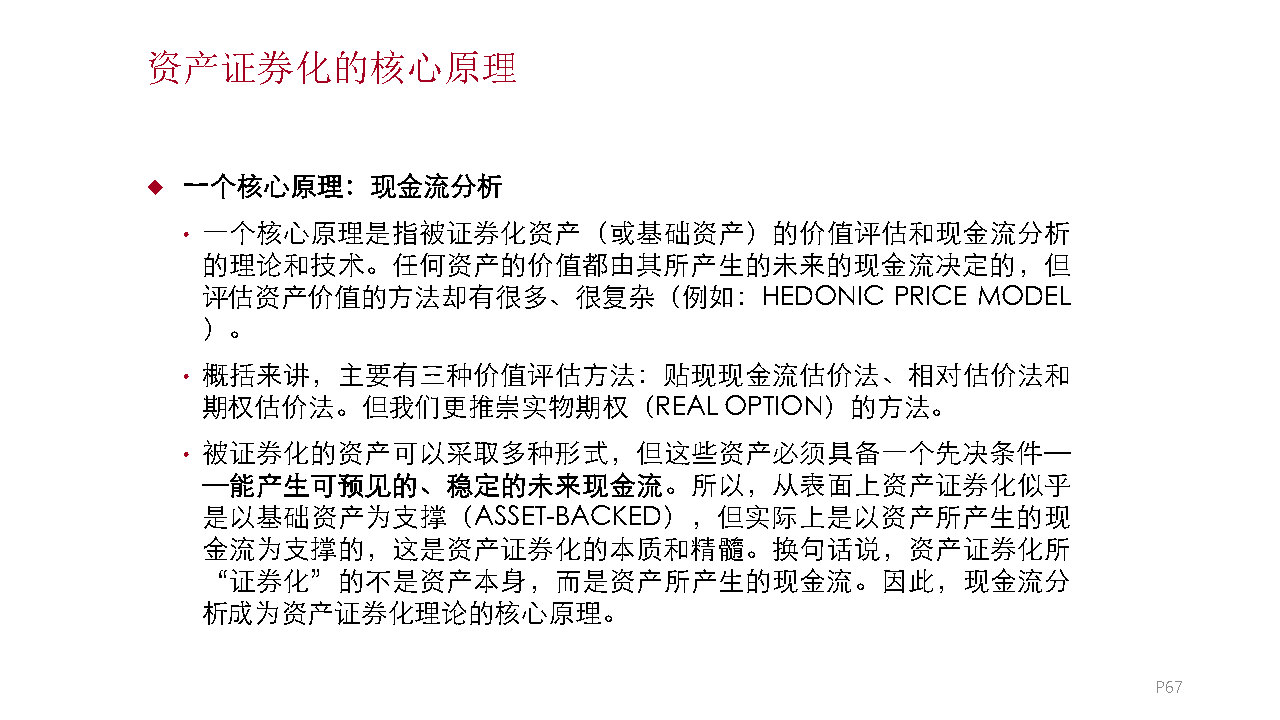 资产证券化的核心原理
◆ 一个核心原理：现金流分析
• 一个核心原理是指被证券化资产（或基础资产）的价值评估和现金流分析
的理论和技术。任何资产的价值都由其所产生的未来的现金流决定的，但
评估资产价值的方法却有很多、很复杂（例如：HEDONIC PRICE MODEL
）。
• 概括来讲，主要有三种价值评估方法：贴现现金流估价法、相对估价法和
期权估价法。但我们更推崇实物期权（REAL OPTION）的方法。
• 被证券化的资产可以采取多种形式，但这些资产必须具备一个先决条件—
—能产生可预见的、稳定的未来现金流。所以，从表面上资产证券化似乎
是以基础资产为支撑（ASSET-BACKED），但实际上是以资产所产生的现
金流为支撑的，这是资产证券化的本质和精髓。换句话说，资产证券化所
“证券化”的不是资产本身，而是资产所产生的现金流。因此，现金流分
析成为资产证券化理论的核心原理。
P67